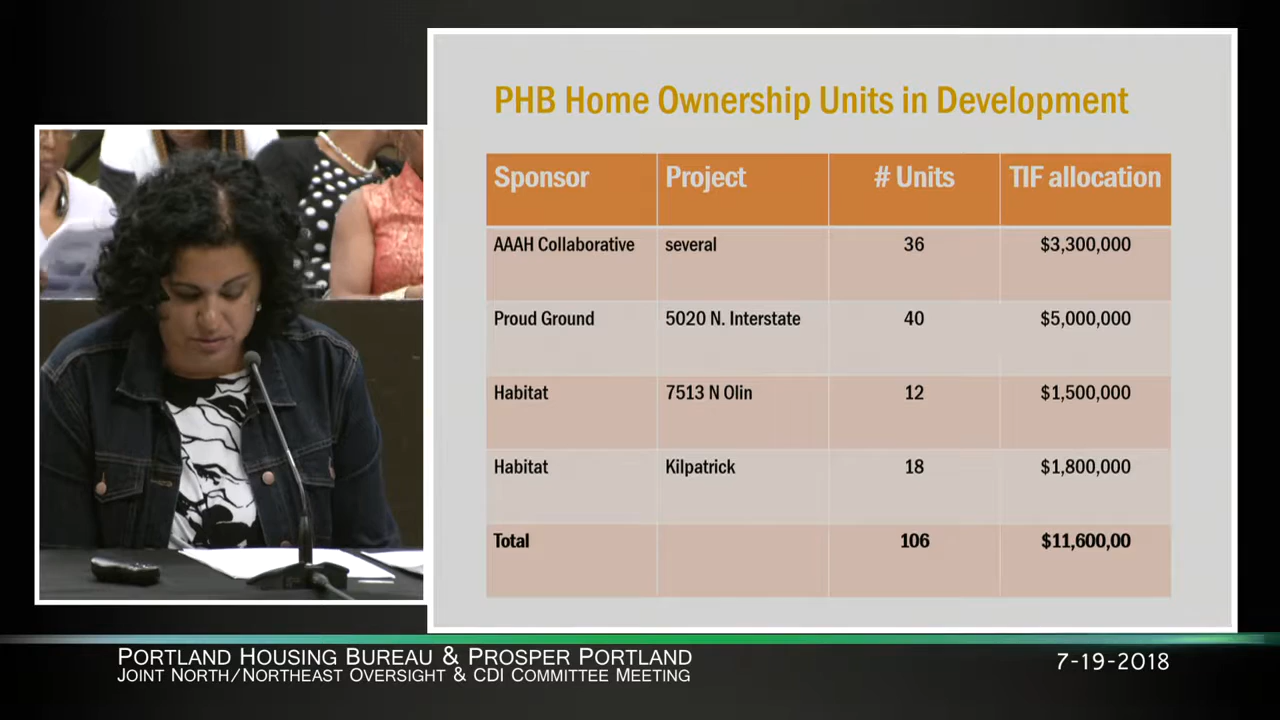 PHB Home Ownership Units in Development
Sponsor Project # Units TIF allocation
AAAH Collaborative several 36 $3,300,000
Proud Ground 5020 N. Interstate 40 $5,000,000
Habitat 7513 N Olin 12 $1,500,000
Habitat Kilpatrick 18 $1,800,000
Total 106 $11,600,00
PORTLAND HOUSING BUREAU & PROSPER PORTLAND
JOINT NORTH/NORTHEAST OVERSIGHT & CDI COMMITTEE MEETING
7-19-2018